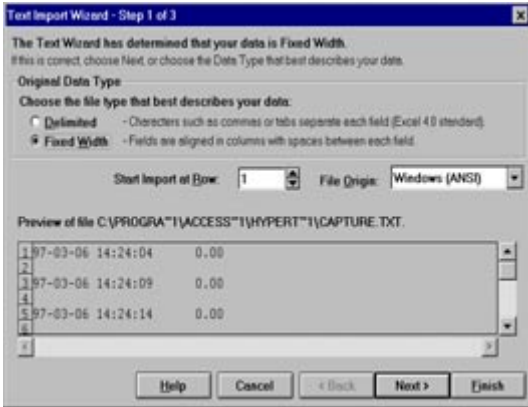 Text Import Wizard - Step 1 of 3
The Text Wizard has determined that your data is Fixed Width.
If this is correct, choose Next, or choose the Data Type that best describes your data.
Original Data Type
Choose the file type that best describes your data:
Delimited - Characters such as commas or tabs separate each field (Excel 4.0 standard).
Fixed Width - Fields are aligned in columns with spaces between each field.
Start Import at Row: 1 File Origin: Windows (ANSI)
Preview of file C:\PROGRA~1\ACCESS~1\HYPERT~1\CAPTURE.TXT.
1 97-03-06 14:24:04 0.00
2
3 97-03-06 14:24:09 0.00
4
5 97-03-06 14:24:14 0.00
6
Help Cancel < Back Next > Finish